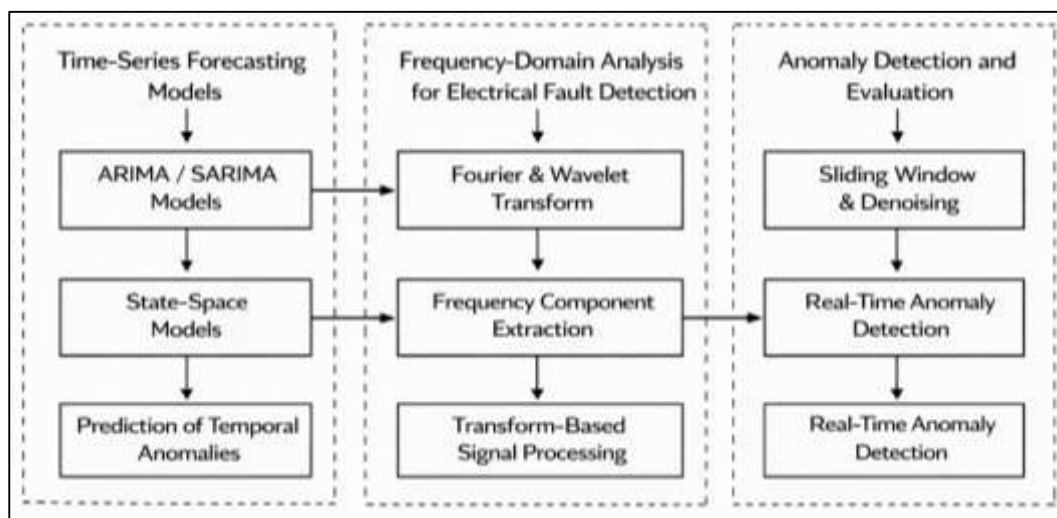 Time-Series Forecasting
Models
ARIMA / SARIMA
Models
State-Space
Models
Prediction of Temporal
Anomalies
Frequency-Domain Analysis
for Electrical Fault Detection
Fourier & Wavelet
Transform
Frequency Component
Extraction
Transform-Based
Signal Processing
Anomaly Detection and
Evaluation
Sliding Window
& Denoising
Real-Time Anomaly
Detection
Real-Time Anomaly
Detection